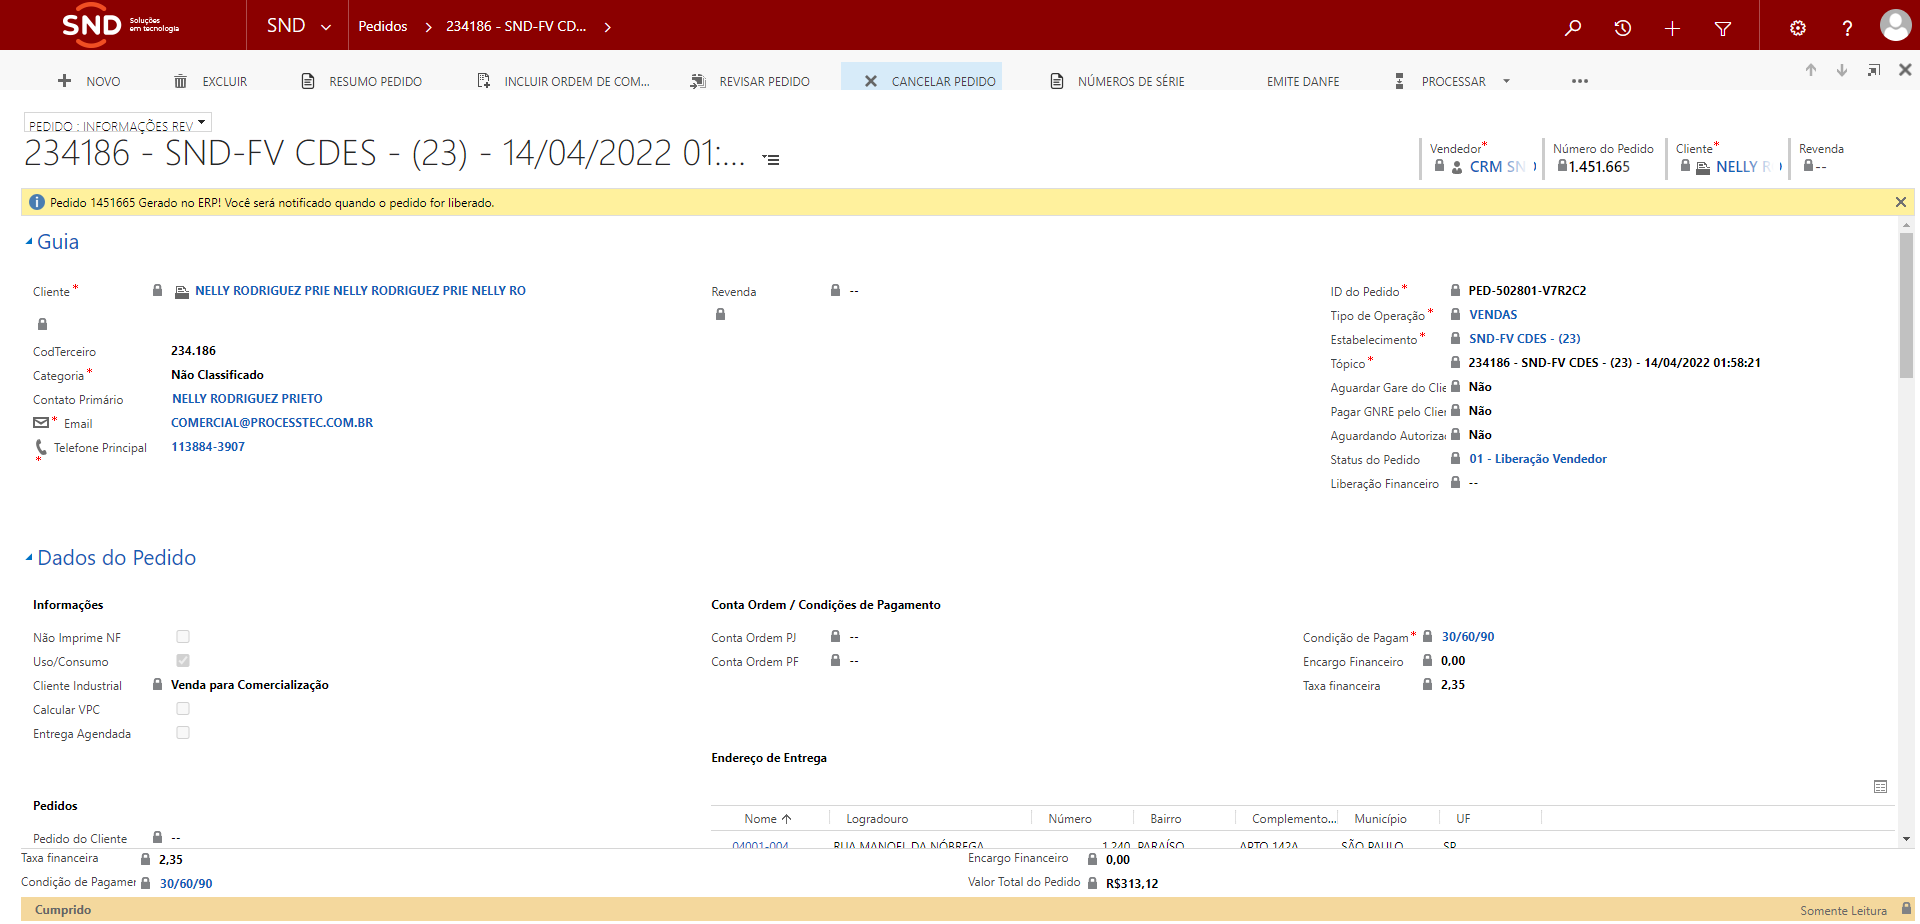 SND Soluções em tecnologia SND Pedidos 234186 - SND-FV CD...
NOVO EXCLUIR RESUMO PEDIDO INCLUIR ORDEM DE COM... REVISAR PEDIDO CANCELAR PEDIDO NÚMEROS DE SÉRIE EMITE DANFE PROCESSAR
PEDIDO : INFORMAÇÕES REV
234186 - SND-FV CDES - (23) - 14/04/2022 01:...
Vendedor* Número do Pedido Cliente* Revenda
CRM SN 1.451.665 NELLY R --
Pedido 1451665 Gerado no ERP! Você será notificado quando o pedido for liberado.
Guia
Cliente* NELLY RODRIGUEZ PRIE NELLY RODRIGUEZ PRIE NELLY RO Revenda -- ID do Pedido* PED-502801-V7R2C2
Tipo de Operação* VENDAS
Estabelecimento* SND-FV CDES - (23)
CodTerceiro 234.186 Tópico* 234186 - SND-FV CDES - (23) - 14/04/2022 01:58:21
Categoria* Não Classificado Aguardar Gare do Clie Não
Contato Primário NELLY RODRIGUEZ PRIETO Pagar GNRE pelo Clier Não
* Email COMERCIAL@PROCESSTEC.COM.BR Aguardando Autoriza Não
Telefone Principal * 113884-3907 Status do Pedido 01 - Liberação Vendedor
Liberação Financeiro --
Dados do Pedido
Informações Conta Ordem / Condições de Pagamento
Não Imprime NF Conta Ordem PJ -- Condição de Pagam* 30/60/90
Uso/Consumo Conta Ordem PF -- Encargo Financeiro 0,00
Cliente Industrial Venda para Comercialização Taxa financeira 2,35
Calcular VPC
Entrega Agendada
Endereço de Entrega
Pedidos
Nome Logradouro Número Bairro Complemento... Município UF
Pedido do Cliente -- 04001-004 RUA MANOEL DA NÓBREGA 1.240 PARAÍSO APTO 142A SÃO PAULO SP
Taxa financeira 2,35 Encargo Financeiro 0,00
Condição de Pagamer 30/60/90 Valor Total do Pedido R$313,12
Cumprido Somente Leitura